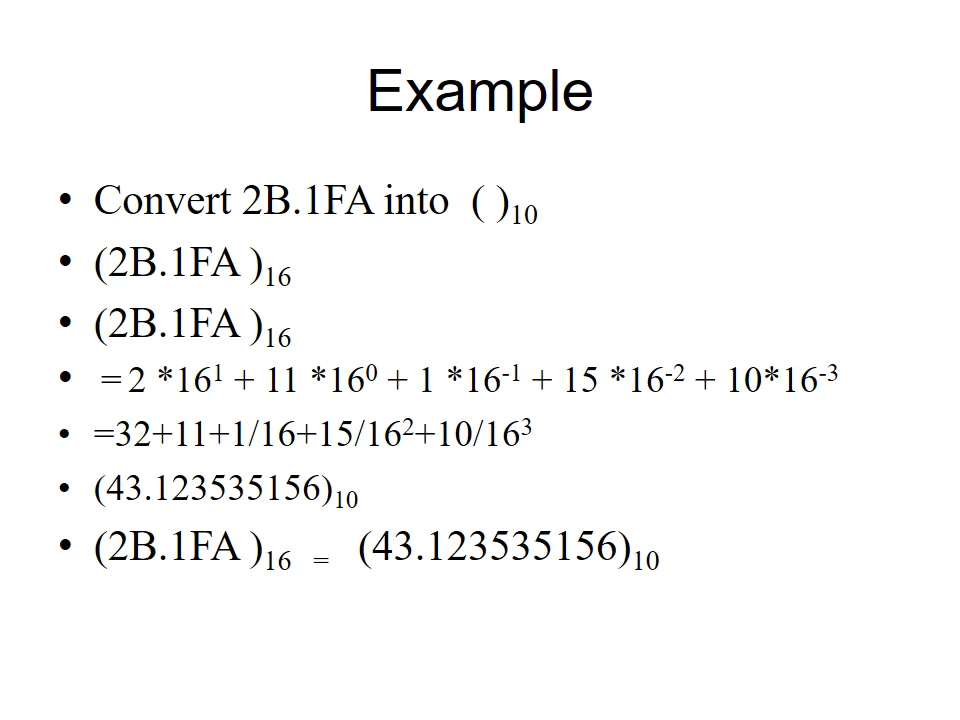 Example
• Convert 2B.1FA into ( )₁₀
• (2B.1FA )₁₆
• (2B.1FA )₁₆
• = 2 *16¹ + 11 *16⁰ + 1 *16⁻¹ + 15 *16⁻² + 10*16⁻³
• =32+11+1/16+15/16²+10/16³
• (43.123535156)₁₀
• (2B.1FA )₁₆ = (43.123535156)₁₀